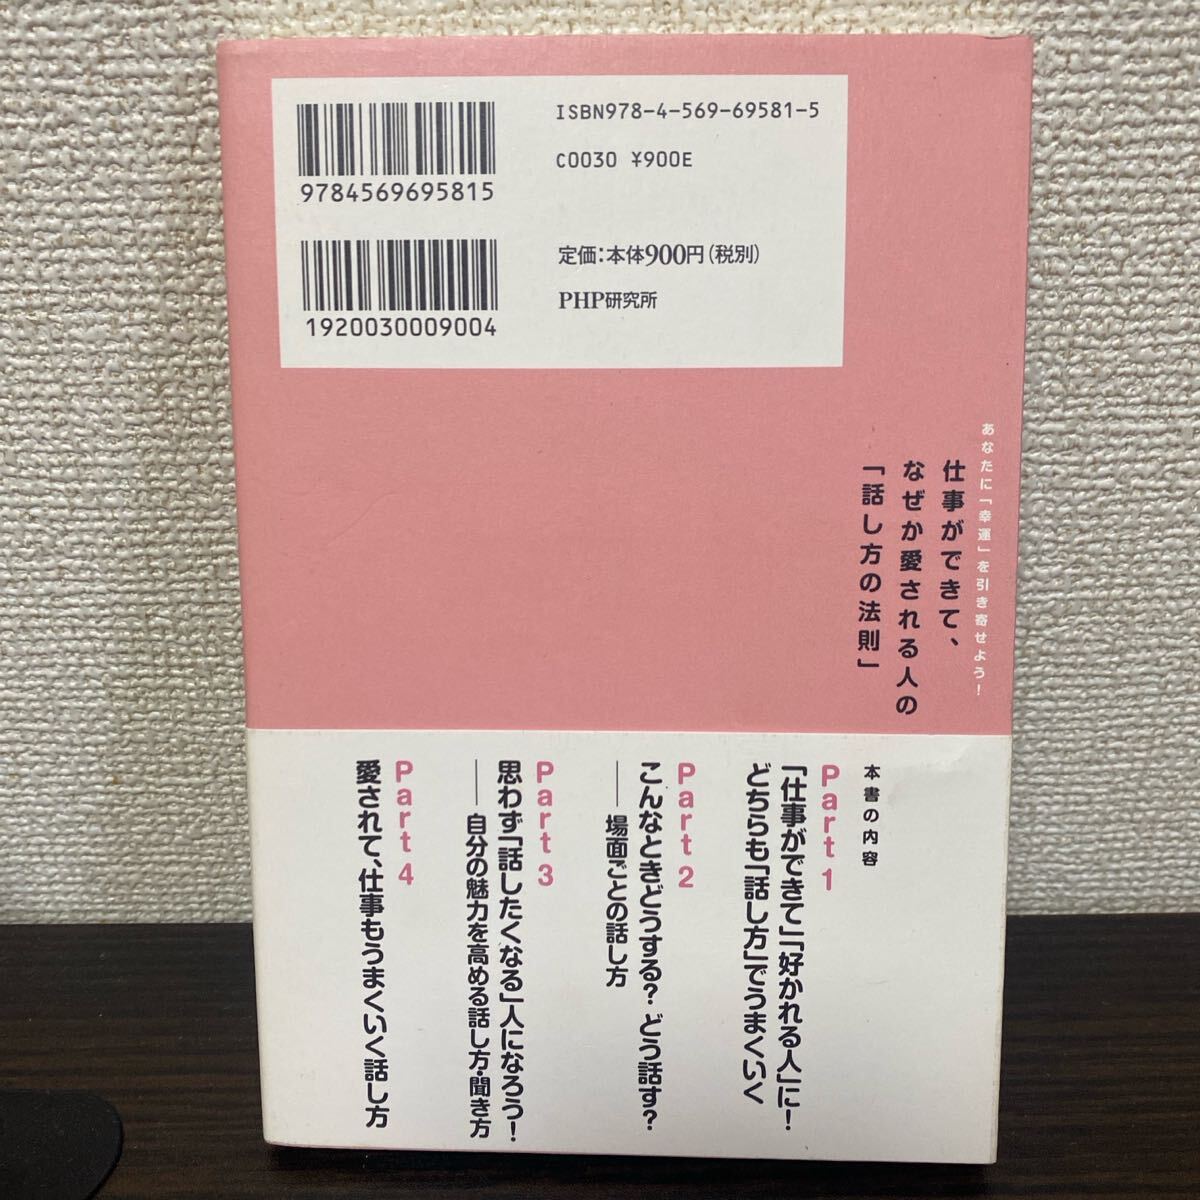 ISBN978-4-569-69581-5
C0030 ¥900E
9784569695815
定価：本体900円（税別）
PHP研究所
1920030009004
あなたに「幸運」を引き寄せよう！
仕事ができて、
なぜか愛される人の
「話し方の法則」
本書の内容
Part 1
「仕事ができて」「好かれる人」に！
どちらも「話し方」でうまくいく
Part 2
こんなときどうする？ どう話す？
──場面ごとの話し方
Part 3
思わず「話したくなる」人になろう！
──自分の魅力を高める話し方・聞き方
Part 4
愛されて、仕事もうまくいく話し方